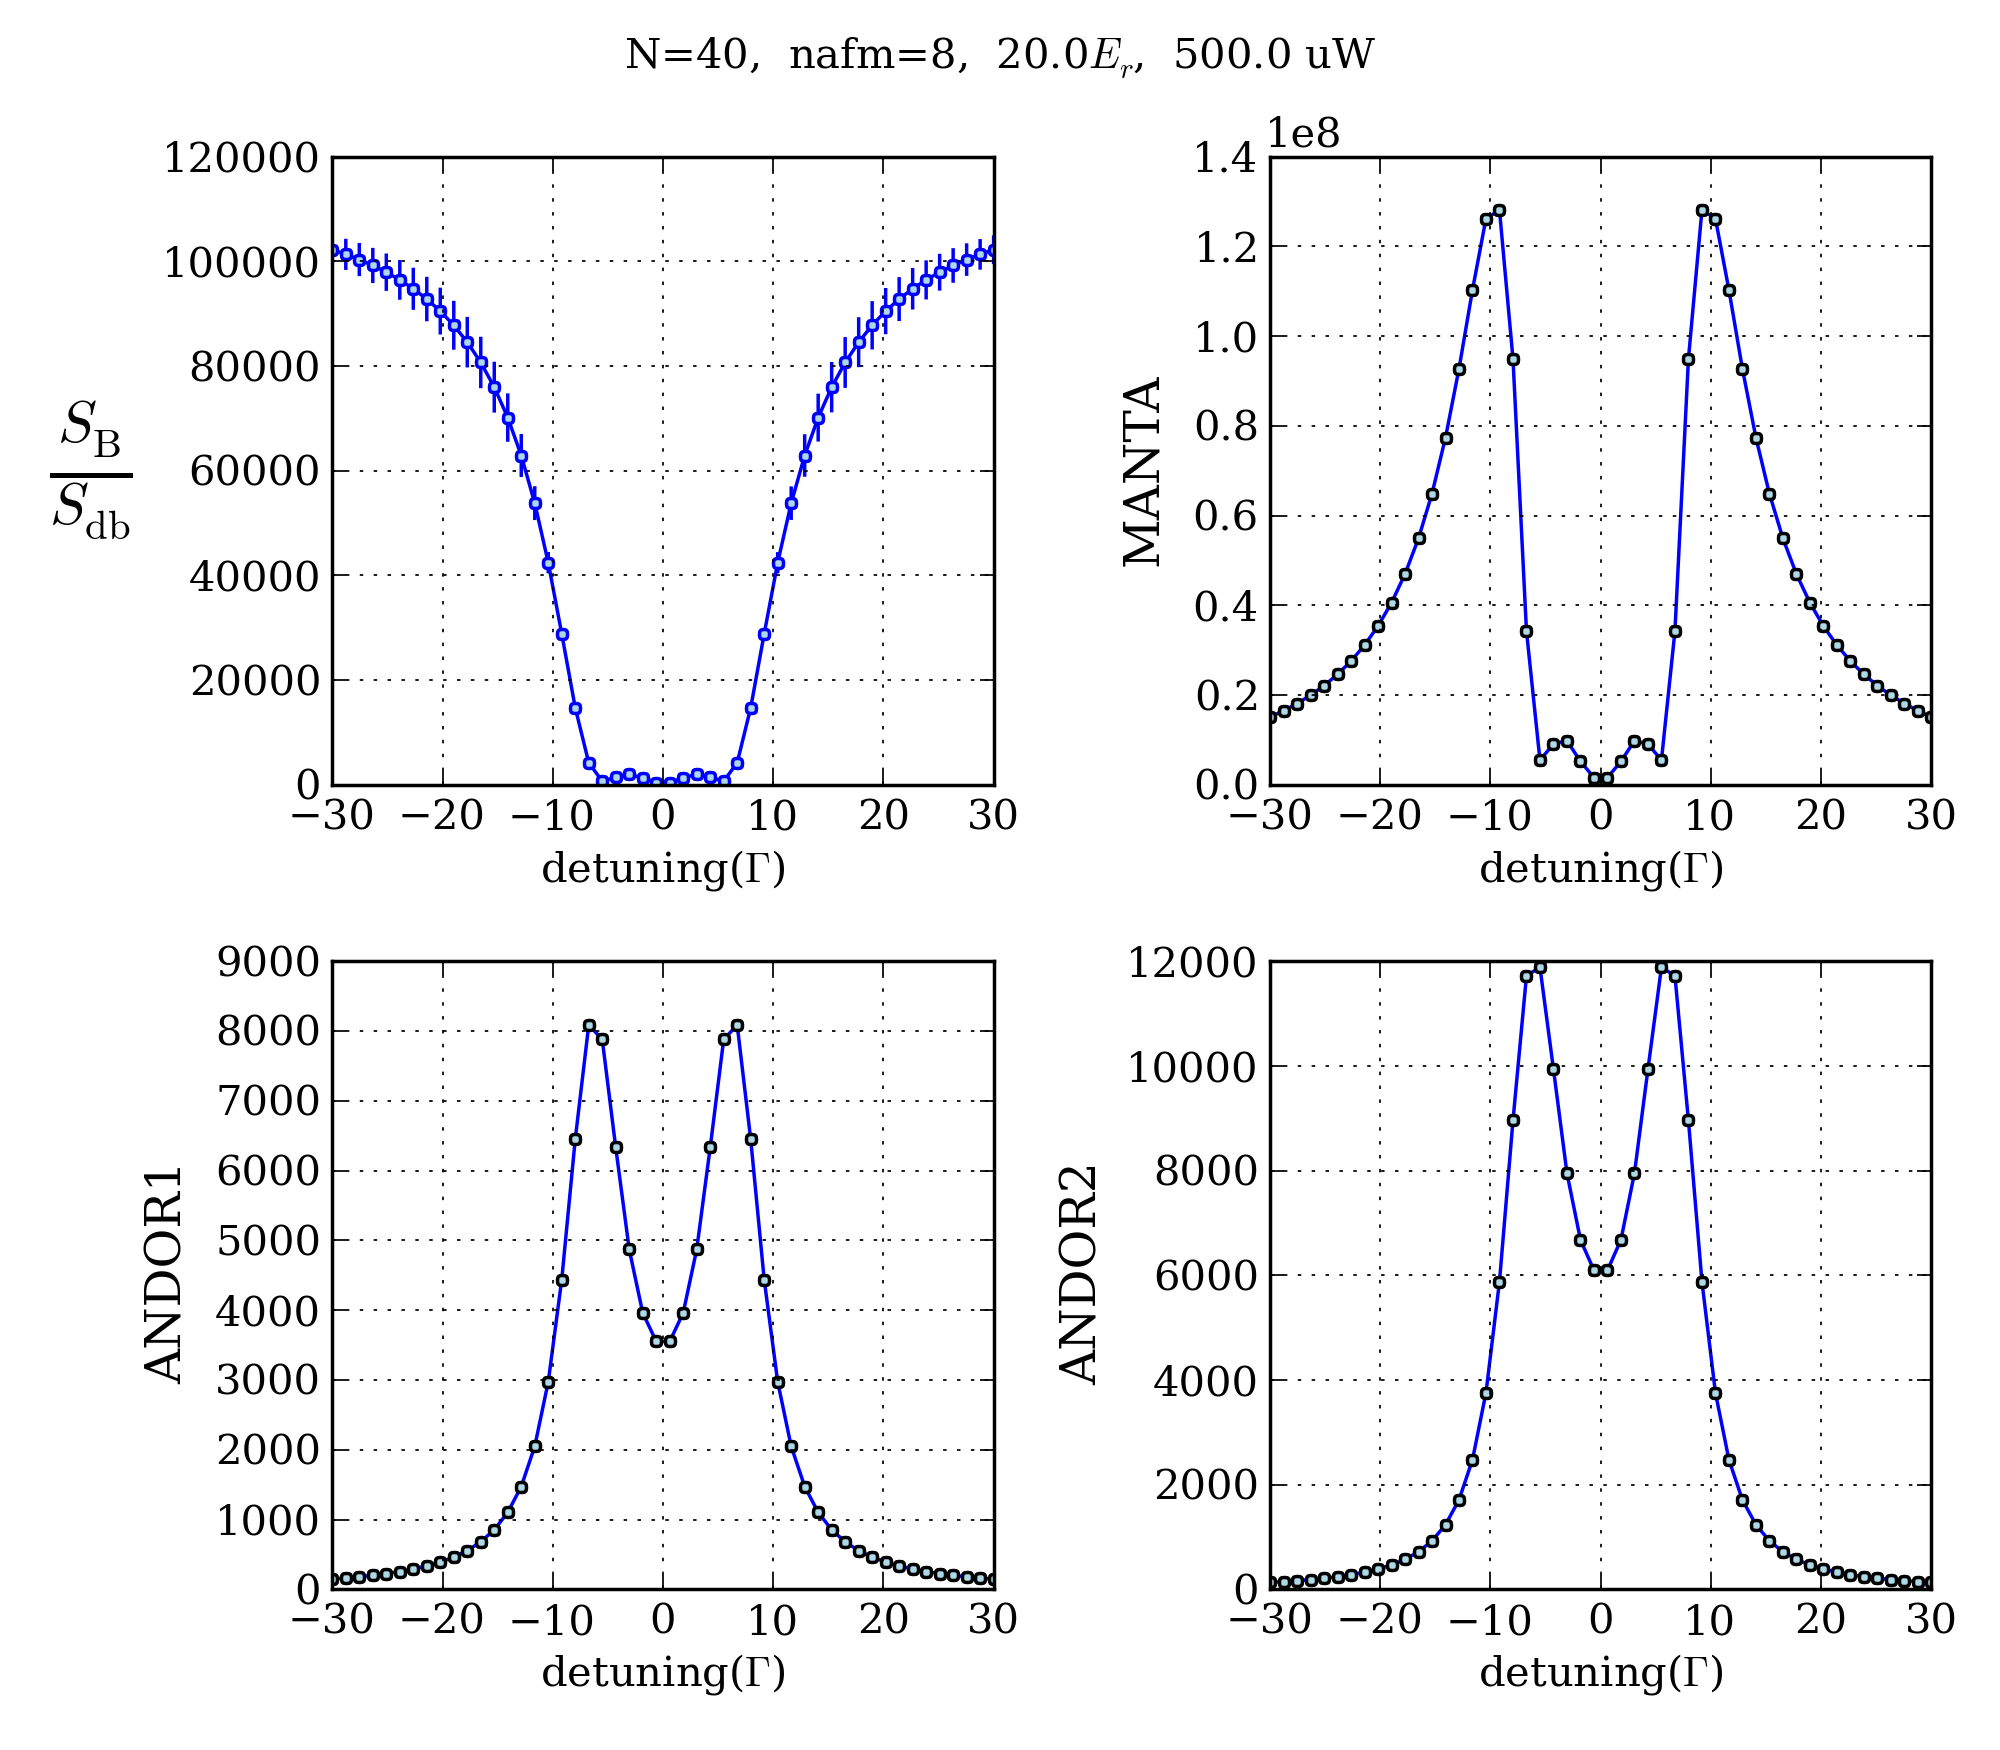 N=40, nafm=8, 20.0E_r, 500.0 uW
120000
100000
80000
60000
40000
20000
0
S_B
S_db
−30 −20 −10 0 10 20 30
detuning(Γ)
1e8
1.4
1.2
1.0
0.8
0.6
0.4
0.2
0.0
MANTA
−30 −20 −10 0 10 20 30
detuning(Γ)
9000
8000
7000
6000
5000
4000
3000
2000
1000
0
ANDOR1
−30 −20 −10 0 10 20 30
detuning(Γ)
12000
10000
8000
6000
4000
2000
0
ANDOR2
−30 −20 −10 0 10 20 30
detuning(Γ)